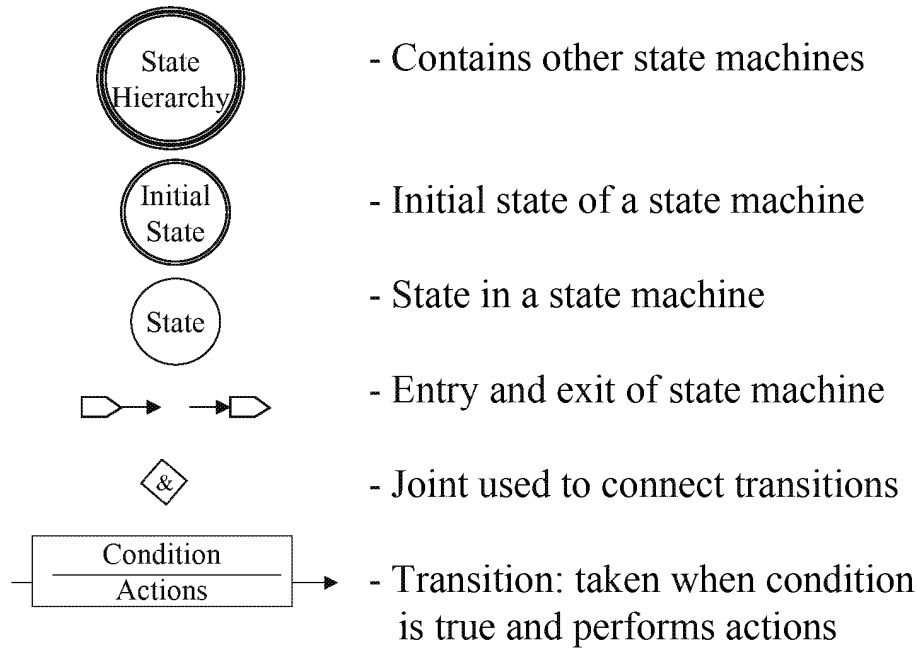 State
Hierarchy
- Contains other state machines
Initial
State
- Initial state of a state machine
State
- State in a state machine
- Entry and exit of state machine
&
- Joint used to connect transitions
Condition
Actions
- Transition: taken when condition
is true and performs actions